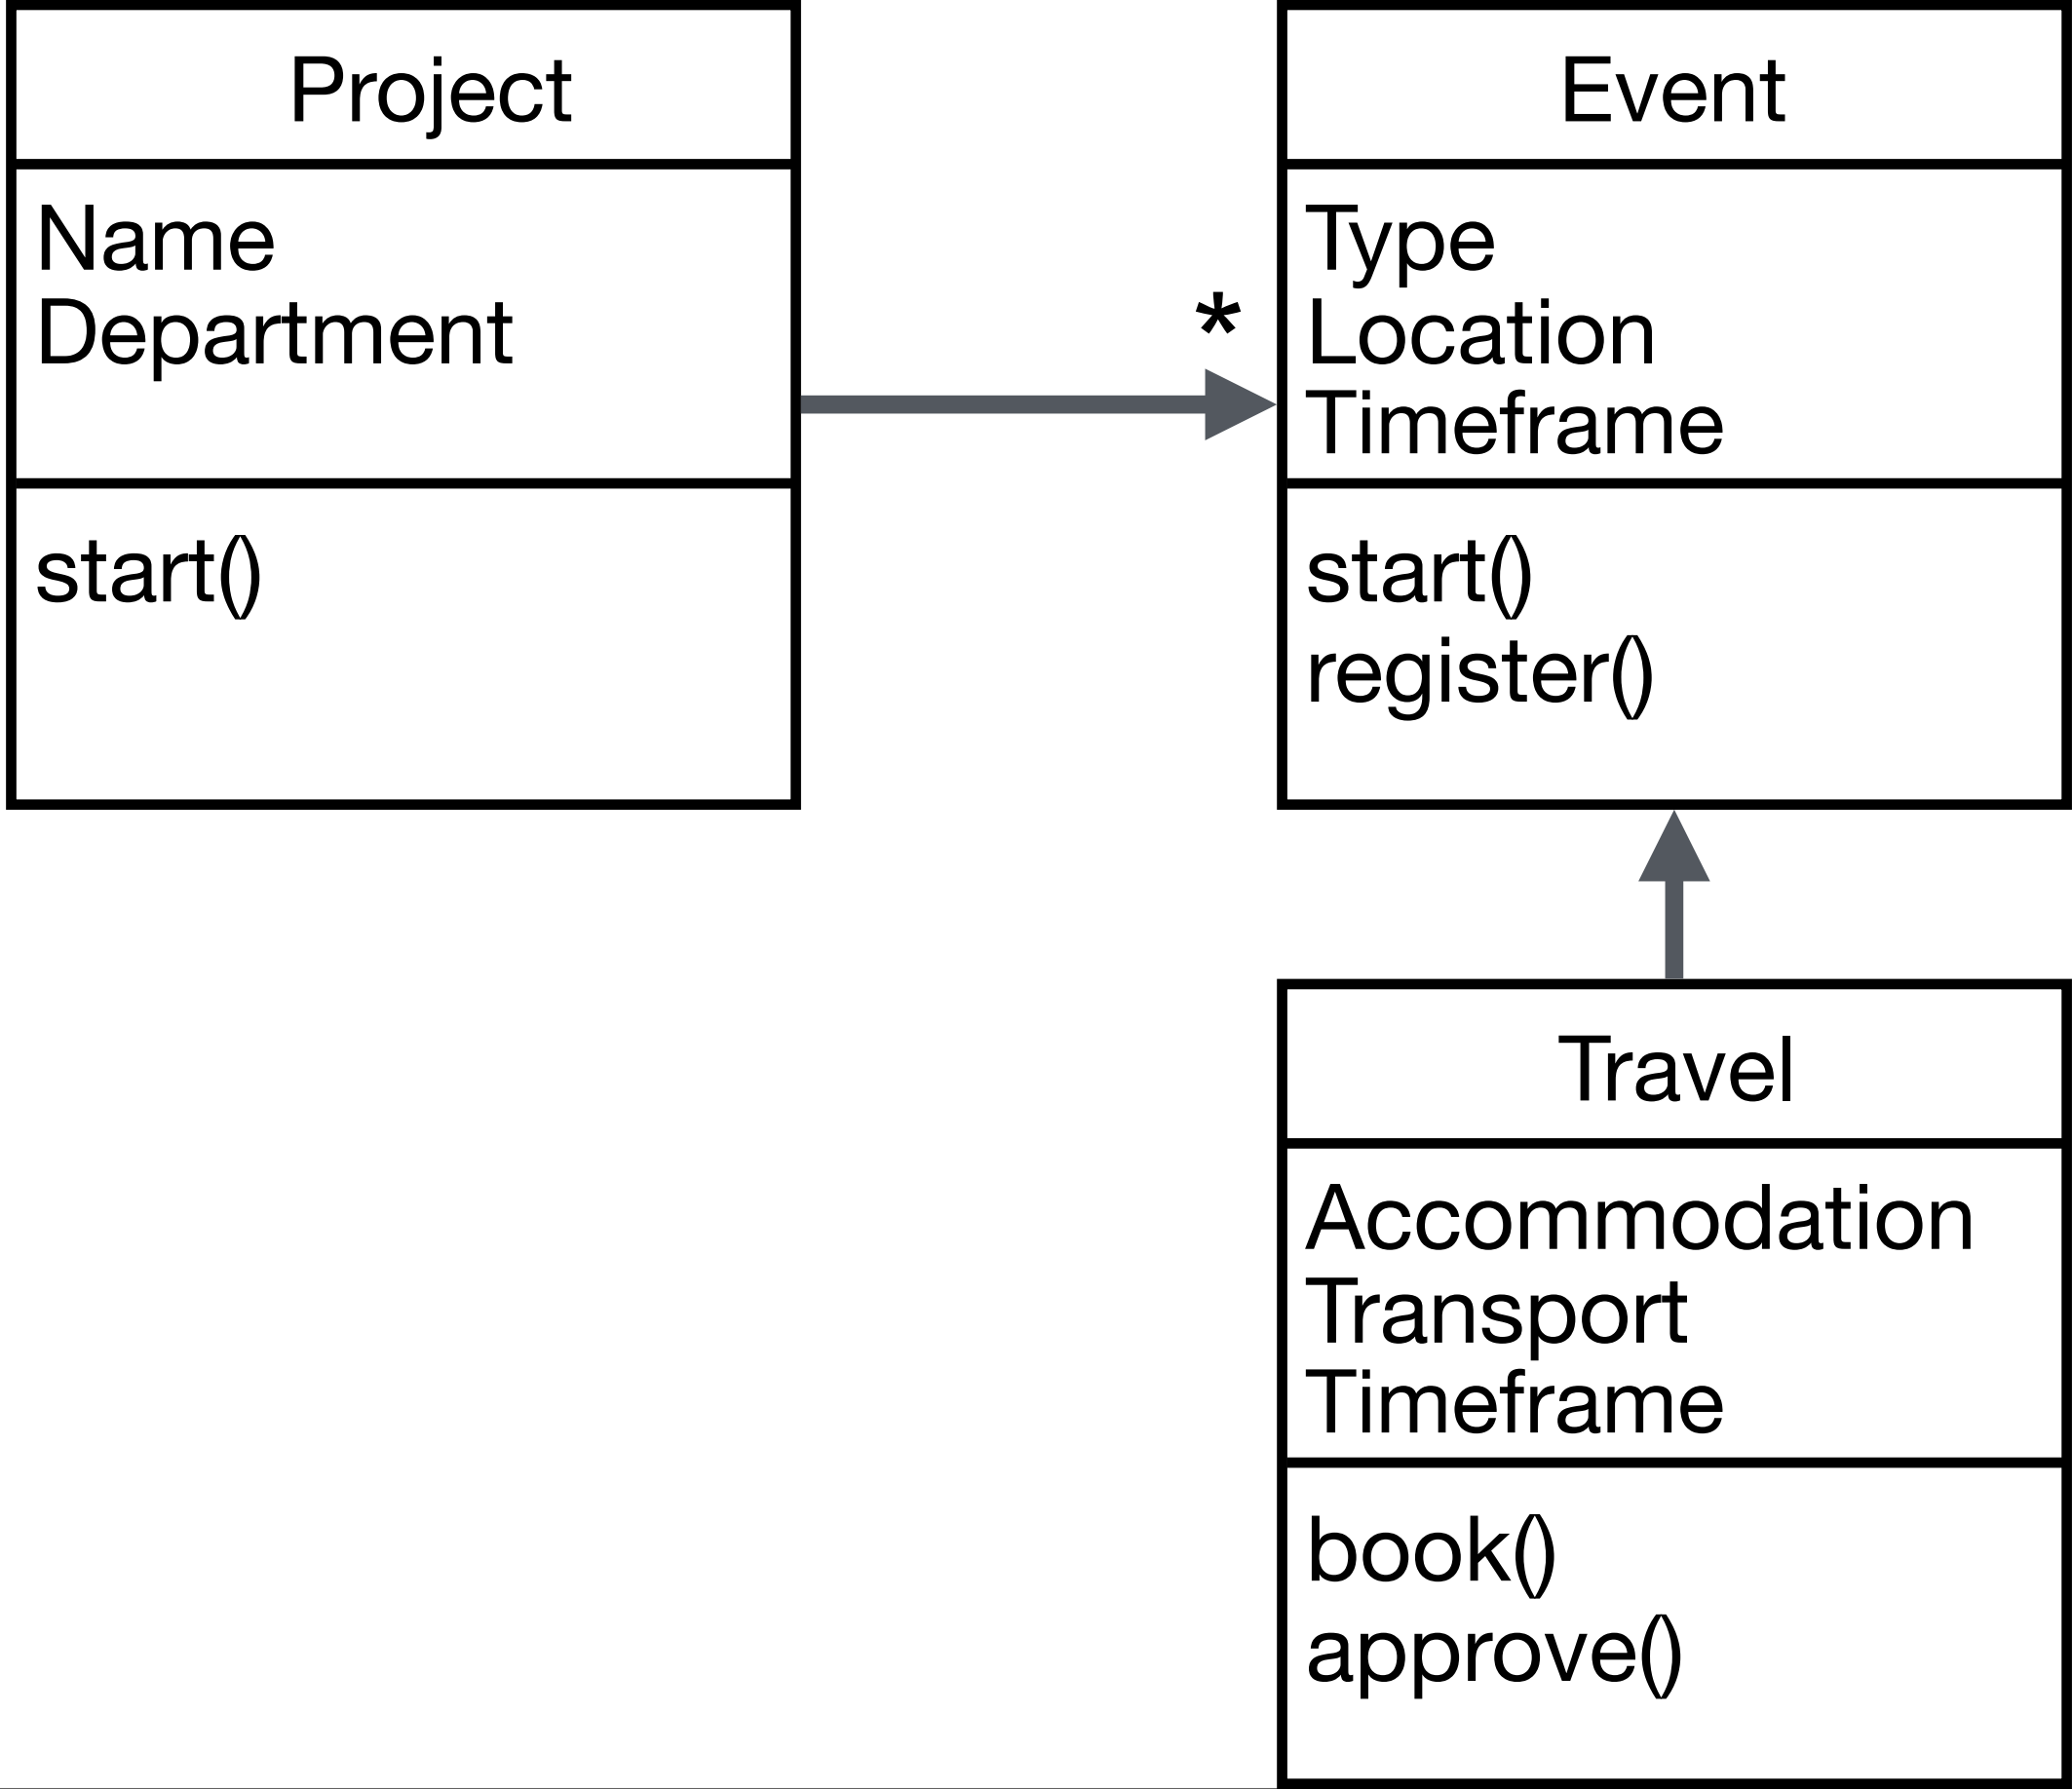 Project
Name
Department
start()
*
Event
Type
Location
Timeframe
start()
register()
Travel
Accommodation
Transport
Timeframe
book()
approve()